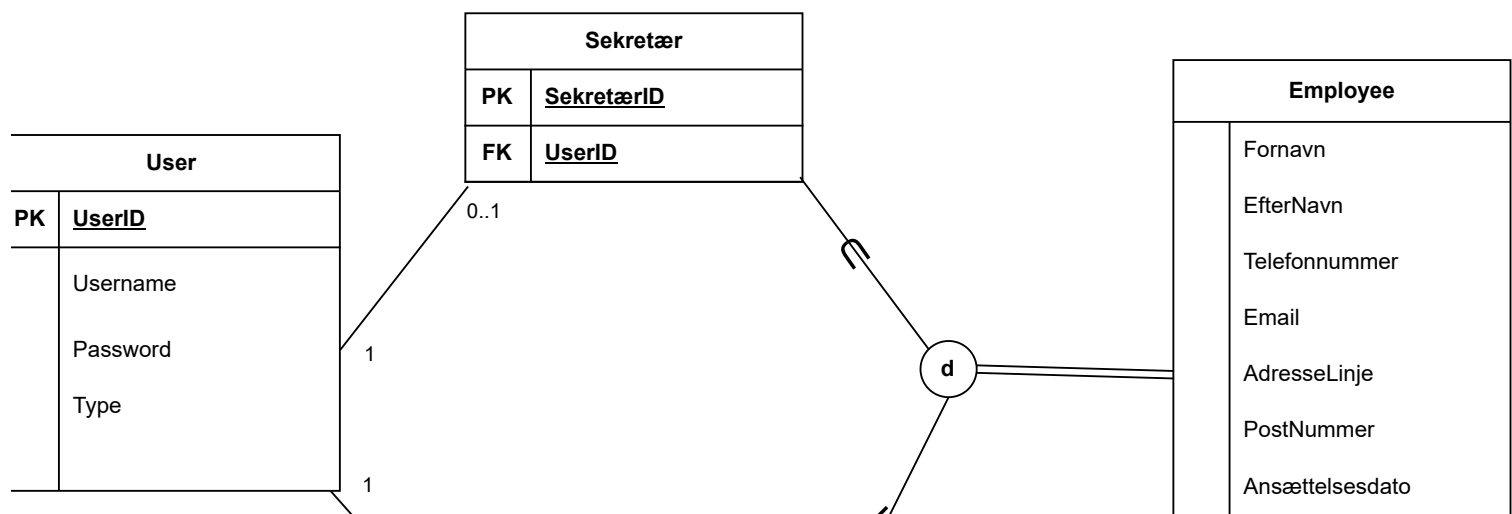 Sekretær
PK SekretærID
FK UserID
0..1
User
PK UserID
Username
Password
Type
1
1
d
Employee
Fornavn
EfterNavn
Telefonnummer
Email
AdresseLinje
PostNummer
Ansættelsesdato